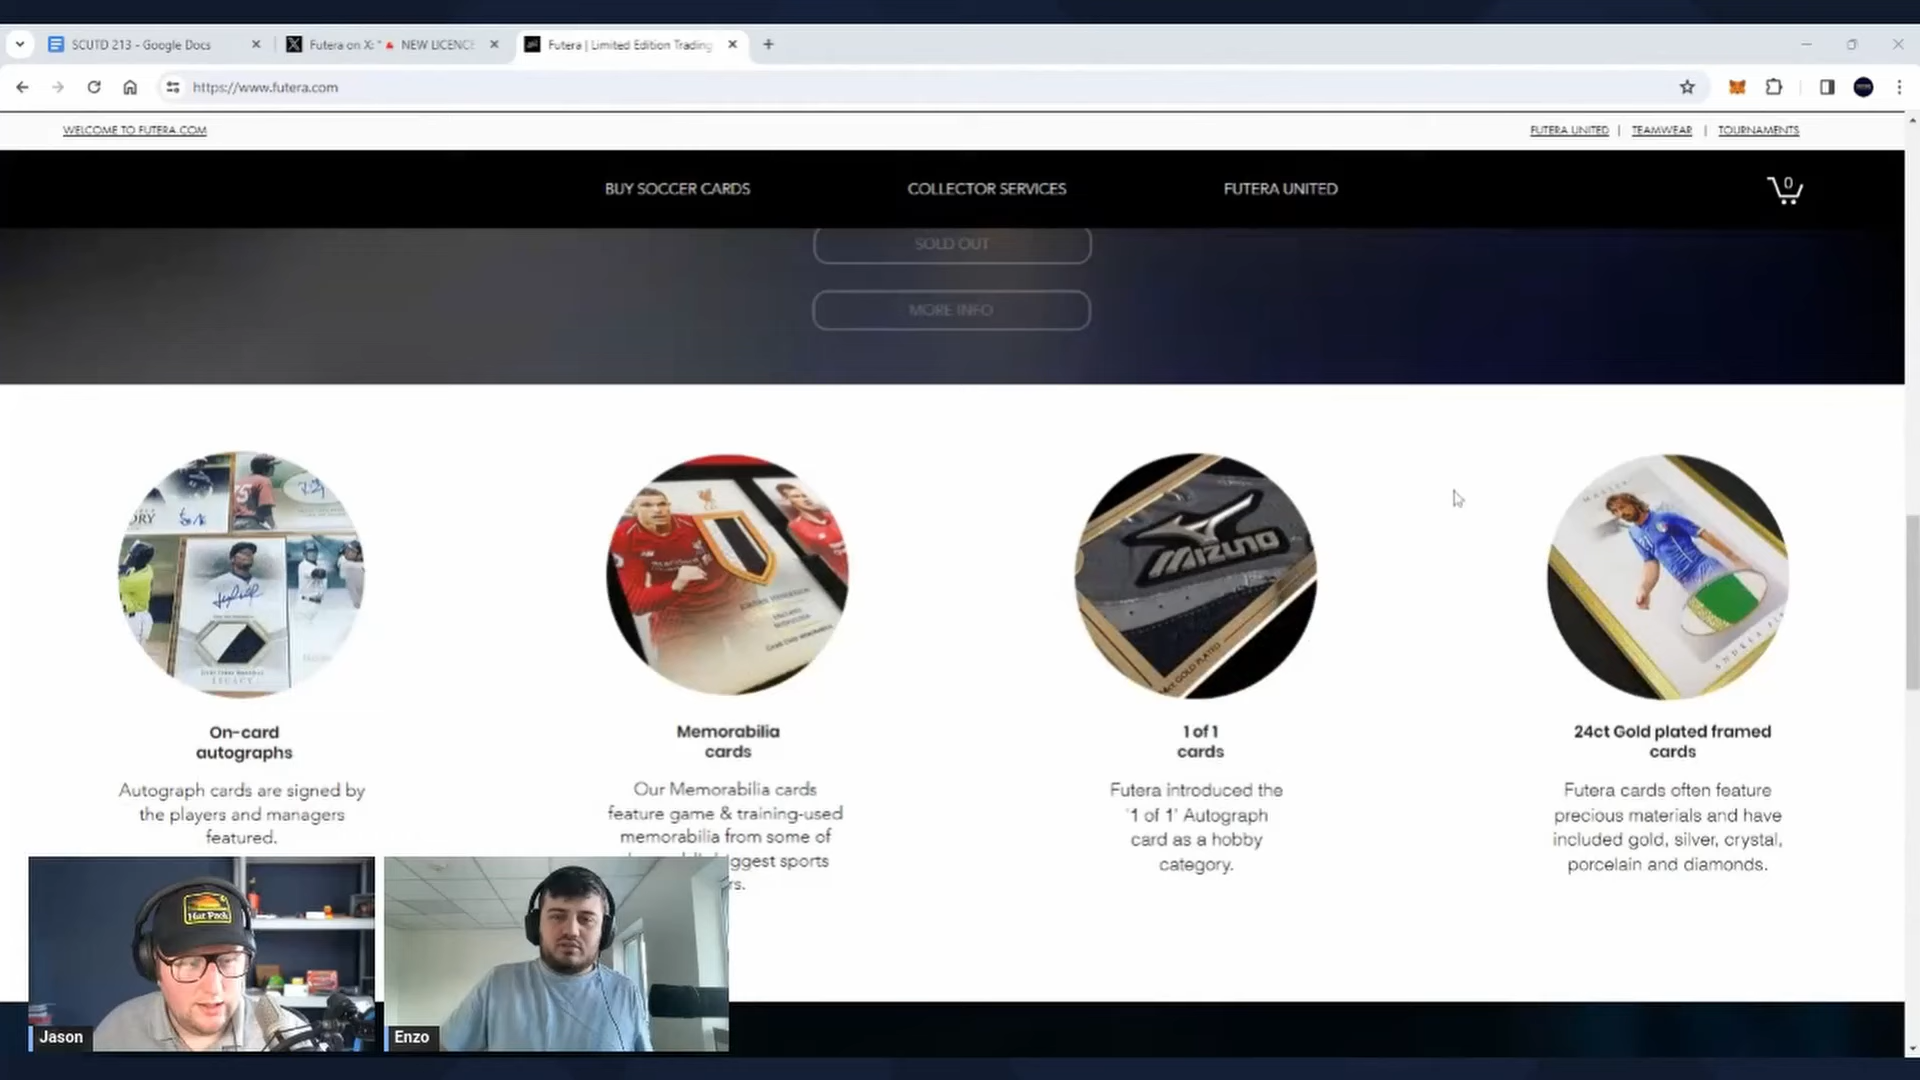 SCUTD 213 - Google Docs
Futera on X: " 🔺 NEW LICENCE
Futera | Limited Edition Trading
https://www.futera.com
WELCOME TO FUTERA.COM
FUTERA UNITED | TEAMWEAR | TOURNAMENTS
BUY SOCCER CARDS
COLLECTOR SERVICES
FUTERA UNITED
0
SOLD OUT
MORE INFO
MIZUNO
On-card
autographs
Autograph cards are signed by
the players and managers
featured.
Memorabilia
cards
Our Memorabilia cards
feature game & training-used
memorabilia from some of
ggest sports
rs.
1 of 1
cards
Futera introduced the
'1 of 1' Autograph
card as a hobby
category.
24ct Gold plated framed
cards
Futera cards often feature
precious materials and have
included gold, silver, crystal,
porcelain and diamonds.
Hat Pack
Jason
Enzo